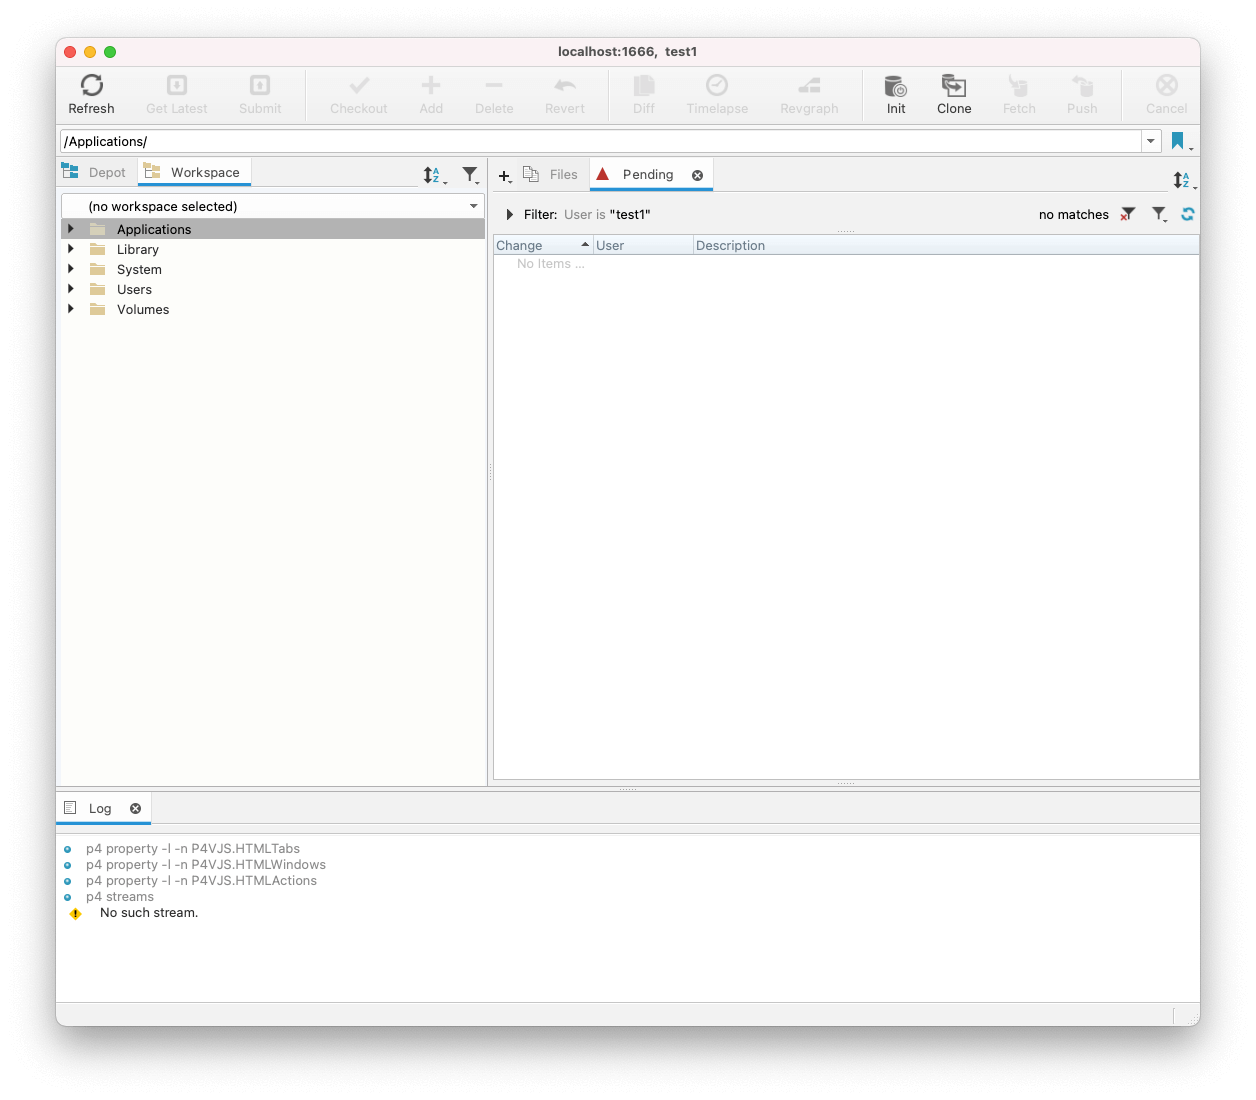 localhost:1666,  test1
Refresh Get Latest Submit Checkout Add Delete Revert Diff Timelapse Revgraph Init Clone Fetch Push Cancel
/Applications/
Depot Workspace
(no workspace selected)
Applications
Library
System
Users
Volumes
Files Pending
Filter: User is "test1" no matches
Change User Description
No Items ...
Log
p4 property -l -n P4VJS.HTMLTabs
p4 property -l -n P4VJS.HTMLWindows
p4 property -l -n P4VJS.HTMLActions
p4 streams
No such stream.